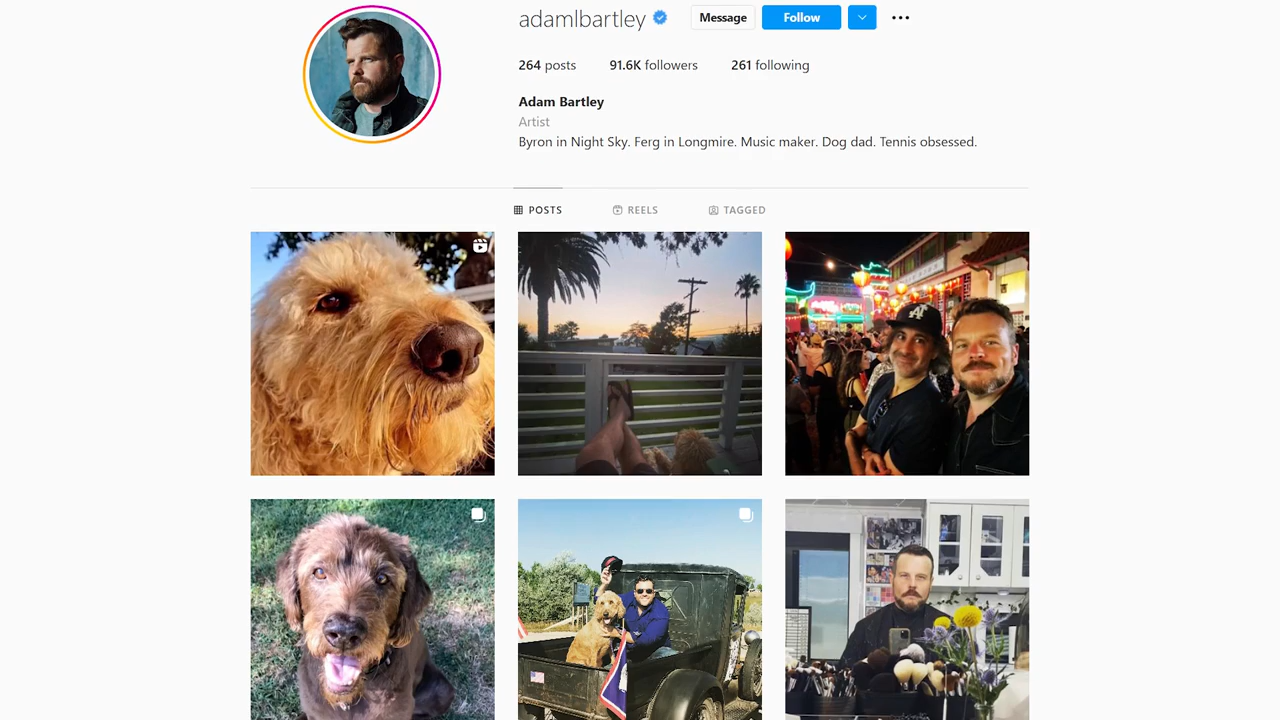 adamlbartley
Message
Follow
264 posts
91.6K followers
261 following
Adam Bartley
Artist
Byron in Night Sky. Ferg in Longmire. Music maker. Dog dad. Tennis obsessed.
POSTS
REELS
TAGGED